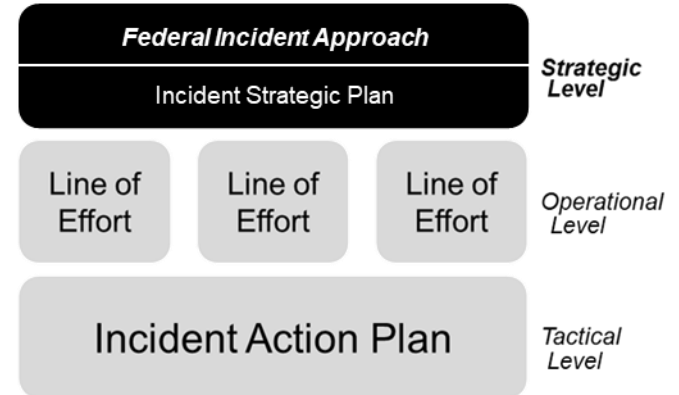 Federal Incident Approach
Incident Strategic Plan
Strategic
Level
Line of
Effort
Line of
Effort
Line of
Effort
Operational
Level
Incident Action Plan
Tactical
Level